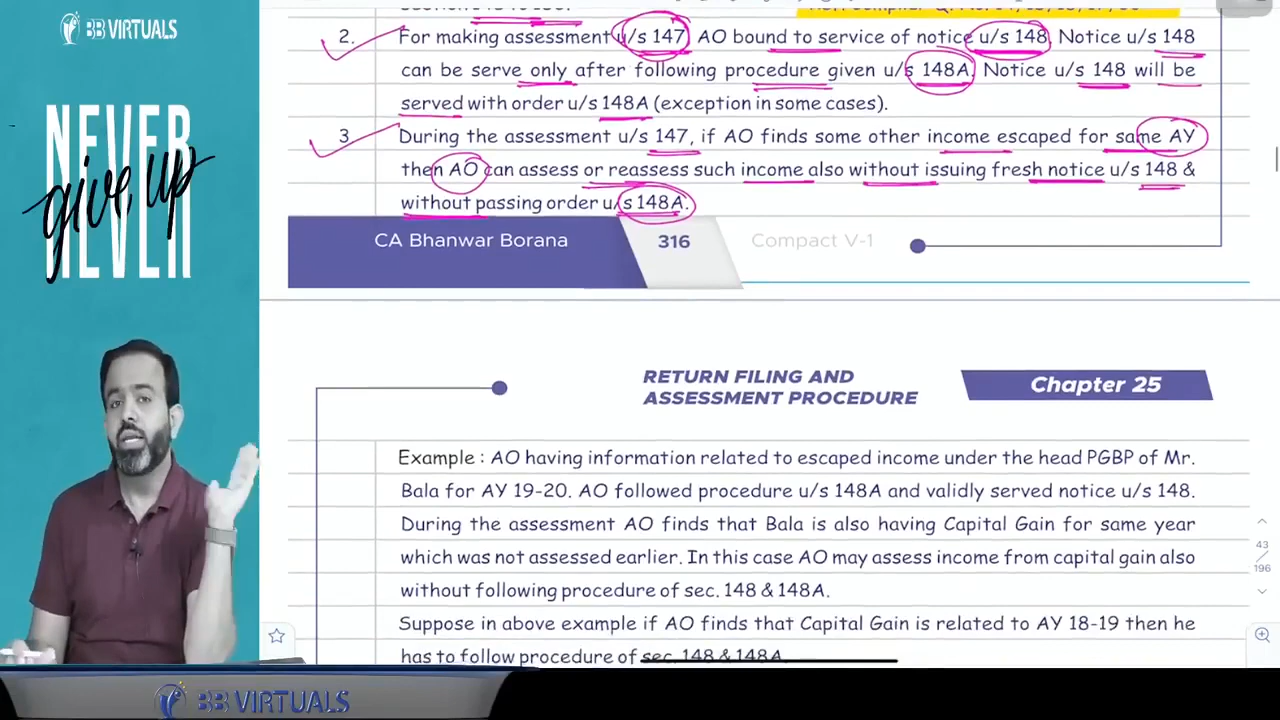 BB VIRTUALS
NEVER
give up
NEVER
2. For making assessment u/s 147, AO bound to service of notice u/s 148. Notice u/s 148
can be serve only after following procedure given u/s 148A. Notice u/s 148 will be
served with order u/s 148A (exception in some cases).
3 During the assessment u/s 147, if AO finds some other income escaped for same AY
then AO can assess or reassess such income also without issuing fresh notice u/s 148 &
without passing order u/s 148A.
CA Bhanwar Borana 316 Compact V-1
RETURN FILING AND
ASSESSMENT PROCEDURE
Chapter 25
Example : AO having information related to escaped income under the head PGBP of Mr.
Bala for AY 19-20. AO followed procedure u/s 148A and validly served notice u/s 148.
During the assessment AO finds that Bala is also having Capital Gain for same year
which was not assessed earlier. In this case AO may assess income from capital gain also
without following procedure of sec. 148 & 148A.
Suppose in above example if AO finds that Capital Gain is related to AY 18-19 then he
has to follow procedure of sec. 148 & 148A.
43
196
BB VIRTUALS